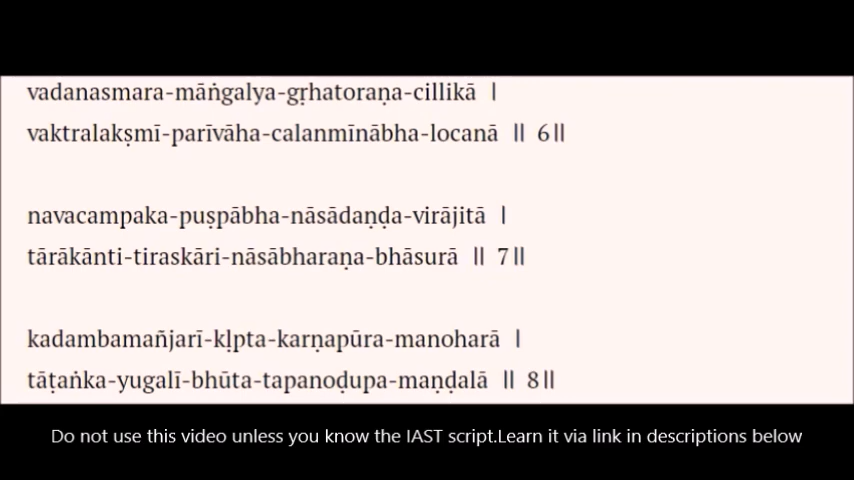 vadanasmara-māṅgalya-gṛhatoraṇa-cillikā |
vaktralakṣmī-parīvāha-calanmīnābha-locanā || 6||
navacampaka-puṣpābha-nāsādaṇḍa-virājitā |
tārākānti-tiraskāri-nāsābharaṇa-bhāsurā || 7||
kadambamañjarī-kḷpta-karṇapūra-manoharā |
tāṭaṅka-yugalī-bhūta-tapanoḍupa-maṇḍalā || 8||
Do not use this video unless you know the IAST script.Learn it via link in descriptions below